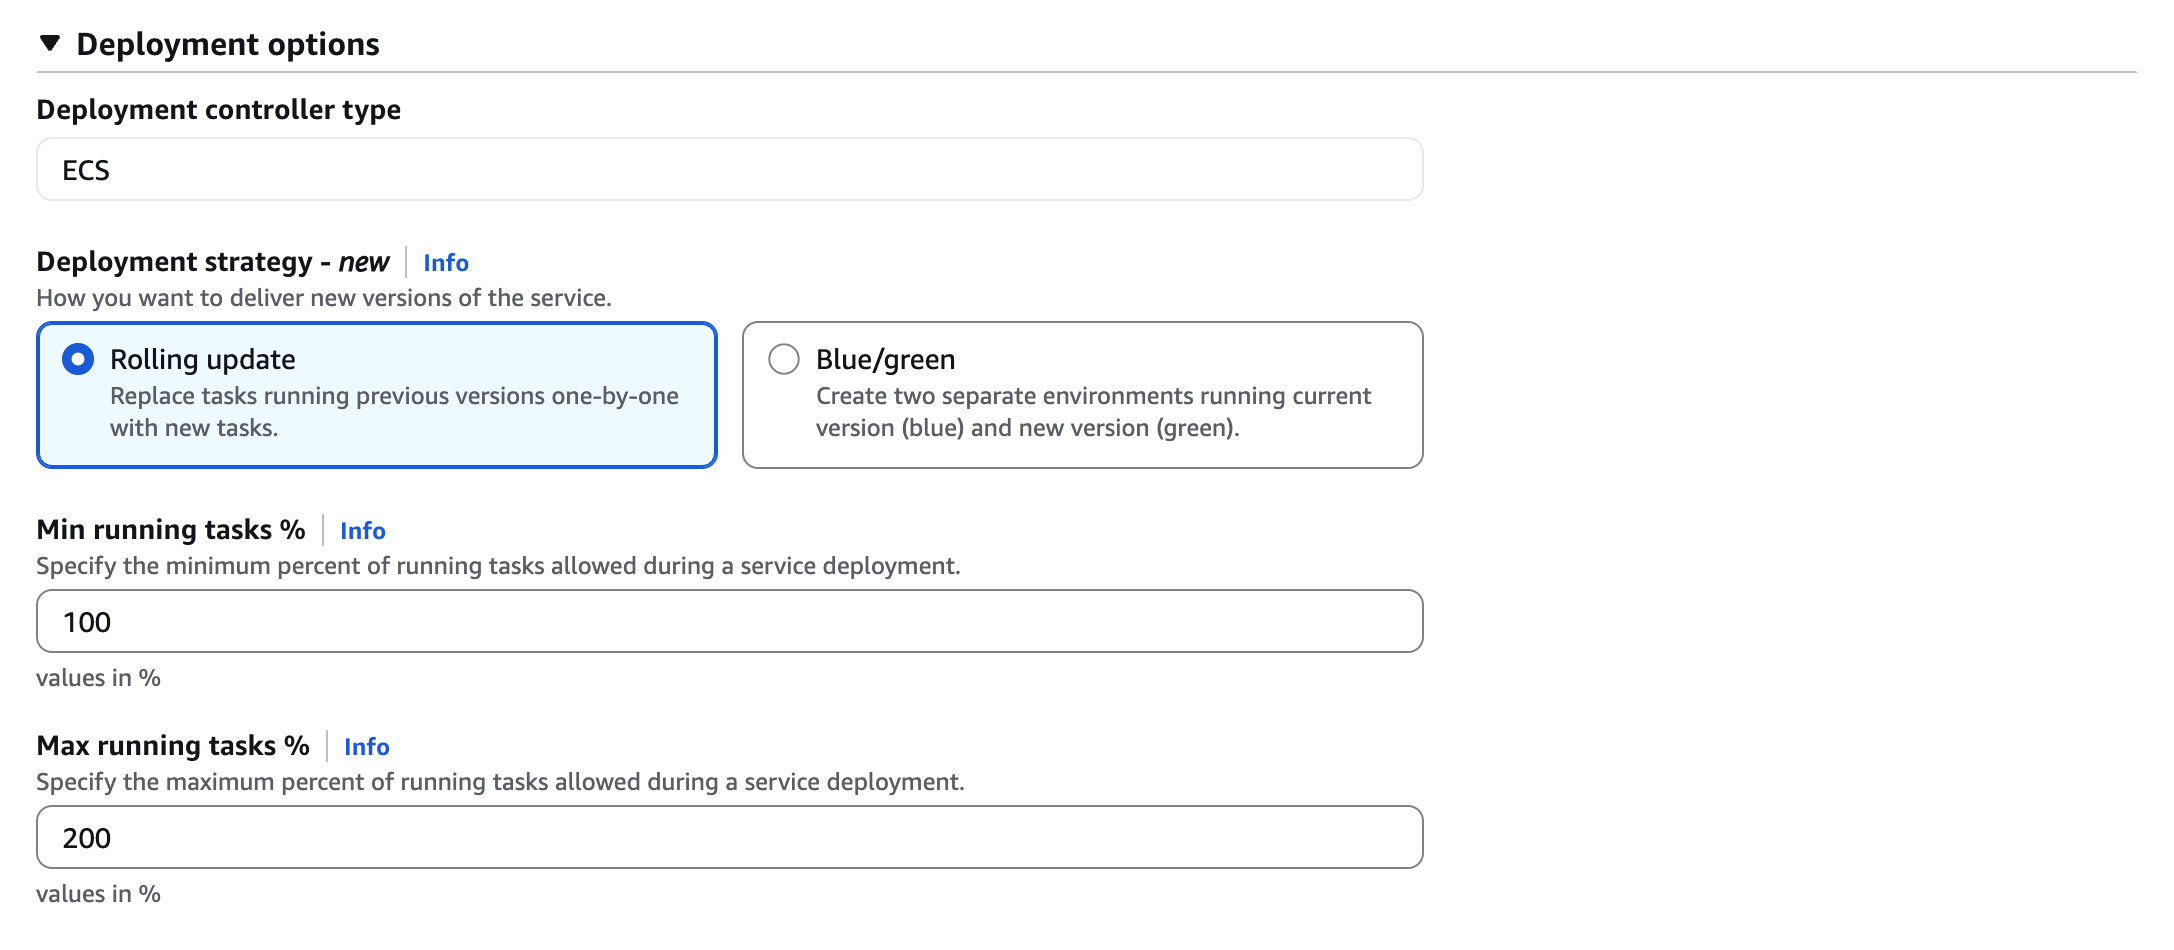 Deployment options
Deployment controller type
ECS
Deployment strategy - new Info
How you want to deliver new versions of the service.
Rolling update
Replace tasks running previous versions one-by-one
with new tasks.
Blue/green
Create two separate environments running current
version (blue) and new version (green).
Min running tasks % Info
Specify the minimum percent of running tasks allowed during a service deployment.
100
values in %
Max running tasks % Info
Specify the maximum percent of running tasks allowed during a service deployment.
200
values in %